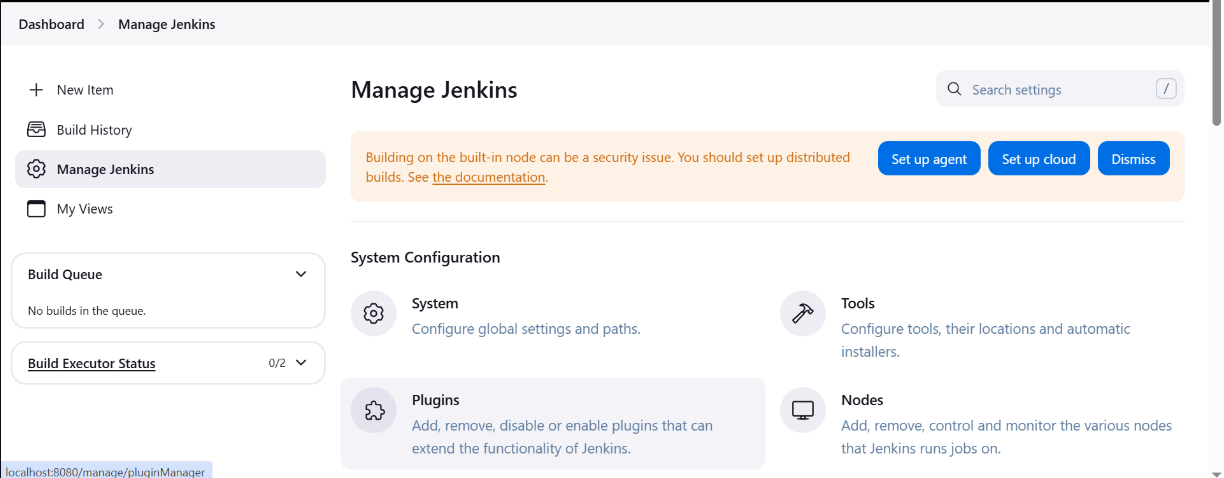 Dashboard > Manage Jenkins
New Item
Build History
Manage Jenkins
My Views
Build Queue
No builds in the queue.
Build Executor Status 0/2
Manage Jenkins
Search settings /
Building on the built-in node can be a security issue. You should set up distributed
builds. See the documentation.
Set up agent Set up cloud Dismiss
System Configuration
System
Configure global settings and paths.
Tools
Configure tools, their locations and automatic
installers.
Plugins
Add, remove, disable or enable plugins that can
extend the functionality of Jenkins.
Nodes
Add, remove, control and monitor the various nodes
that Jenkins runs jobs on.
localhost:8080/manage/pluginManager